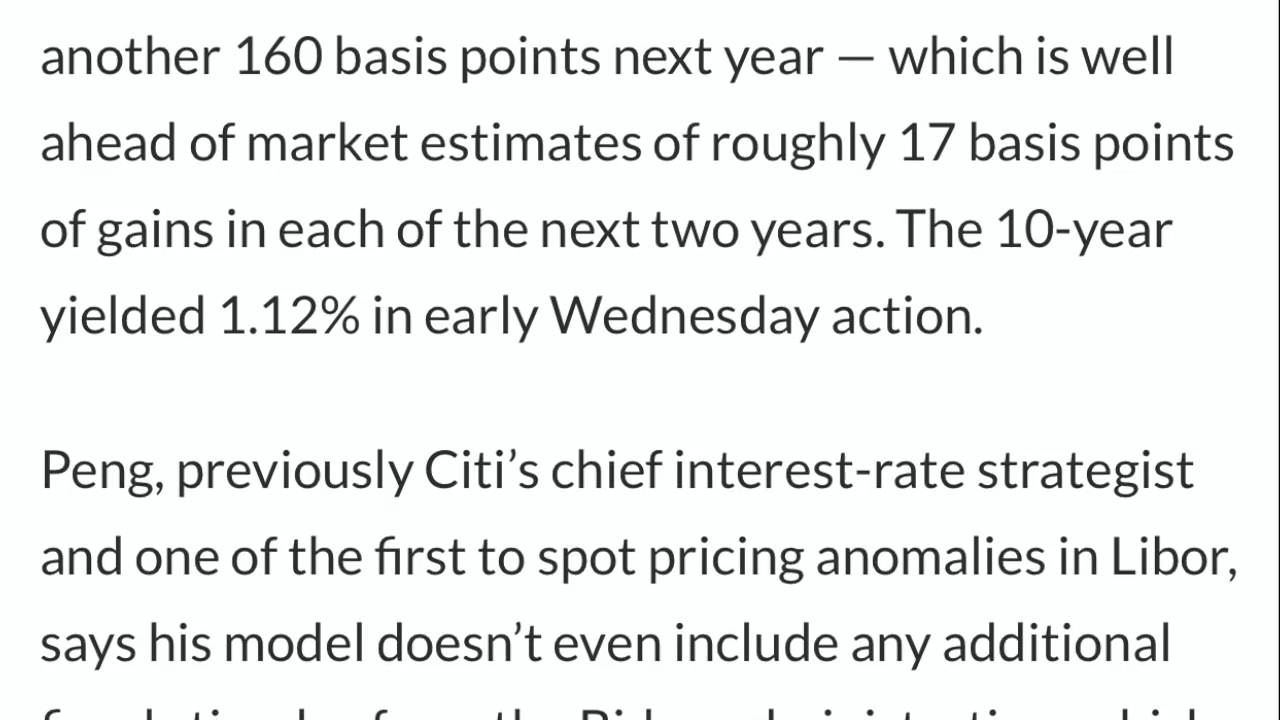 another 160 basis points next year — which is well
ahead of market estimates of roughly 17 basis points
of gains in each of the next two years. The 10-year
yielded 1.12% in early Wednesday action.
Peng, previously Citi’s chief interest-rate strategist
and one of the first to spot pricing anomalies in Libor,
says his model doesn’t even include any additional